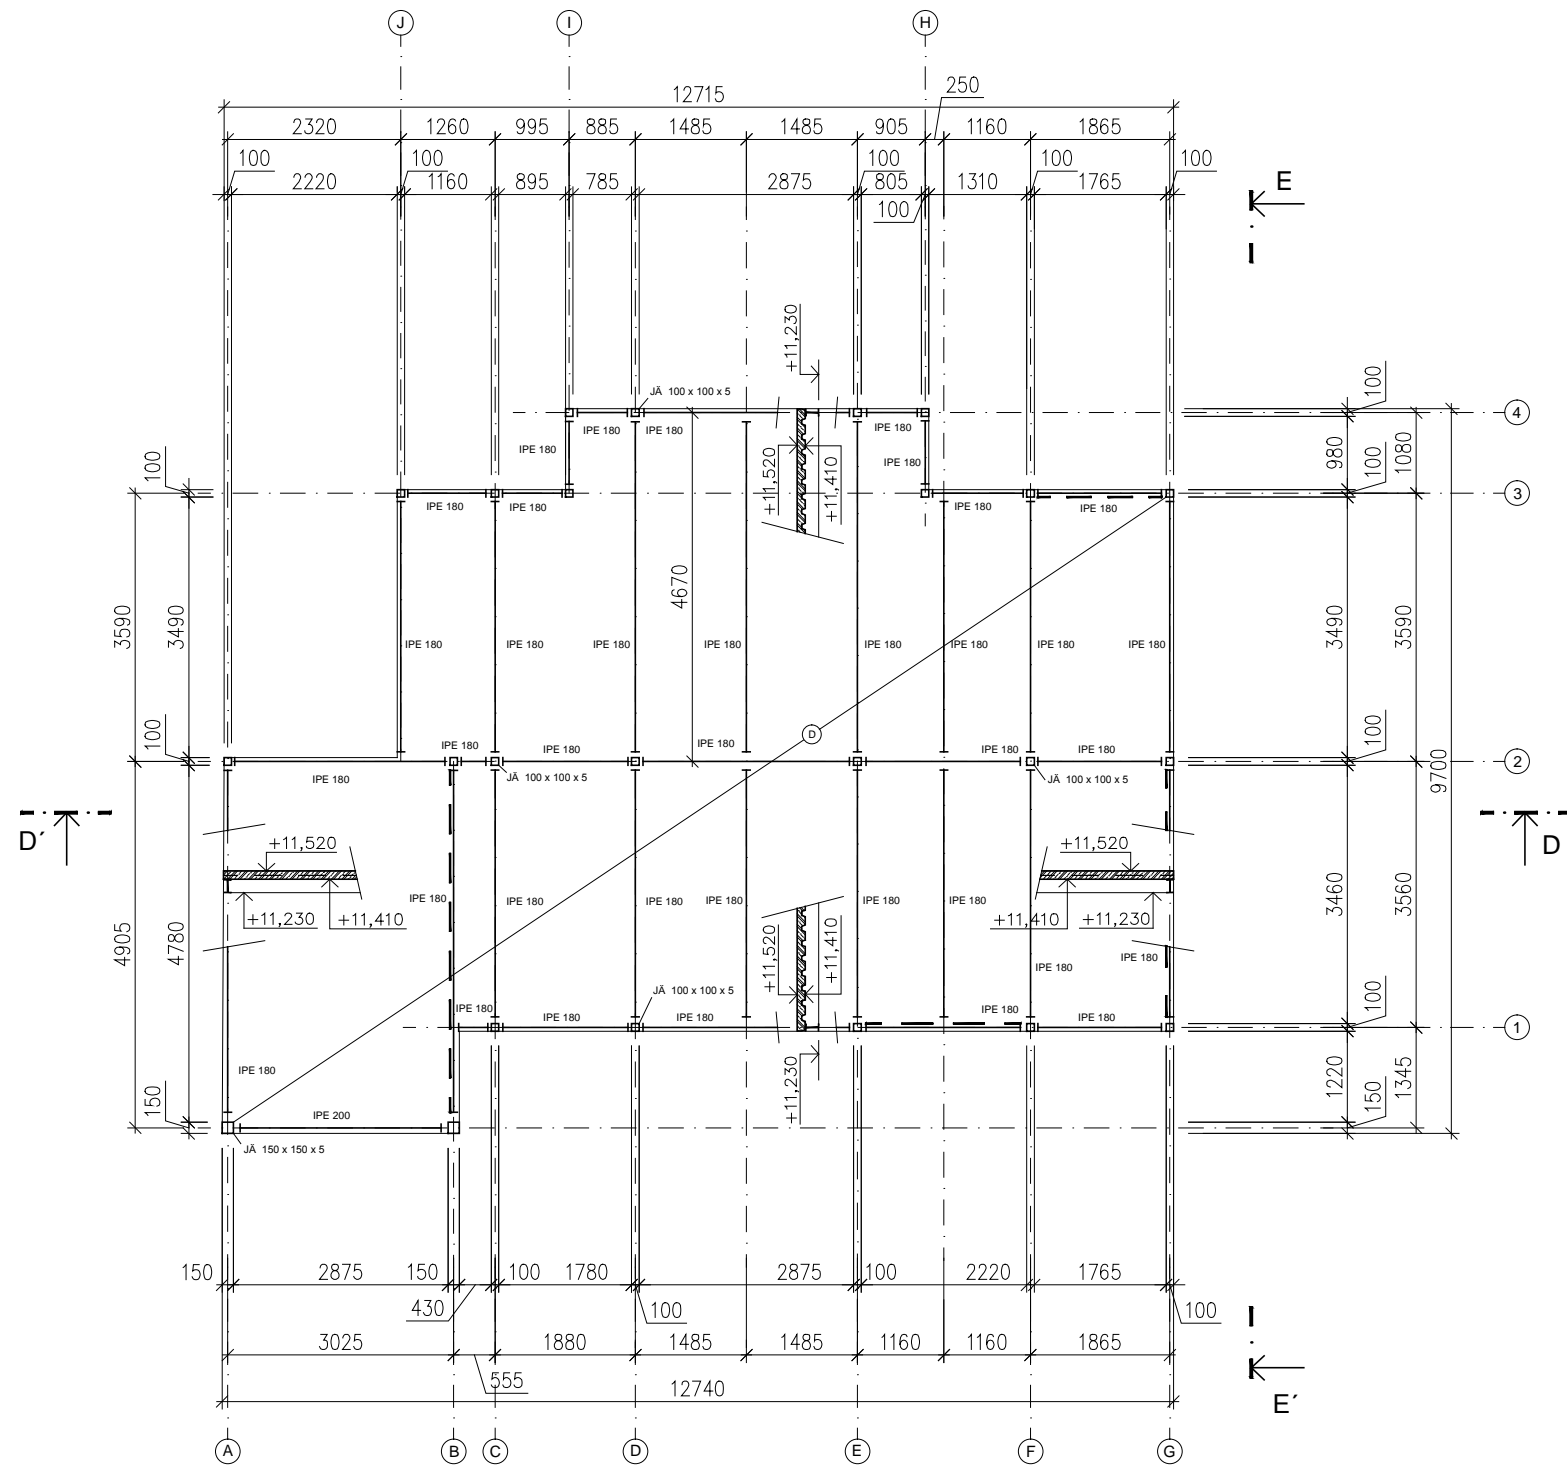 J I H
12715 250
2320 1260 995 885 1485 1485 905 1160 1865
100 100 100 100 100
2220 1160 895 785 2875 805 1310 1765
100
E
+11,230
JÄ 100 x 100 x 5
100
4
IPE 180 IPE 180 IPE 180
IPE 180 IPE 180
980 100 1080
100
+11,520 +11,410
3
IPE 180 IPE 180 IPE 180 IPE 180
4670
3590 3490
3490 3590
IPE 180 IPE 180 IPE 180 IPE 180 IPE 180 IPE 180 IPE 180 IPE 180
D
100 100
IPE 180 IPE 180 IPE 180 IPE 180 IPE 180
2
9700
IPE 180 JÄ 100 x 100 x 5 JÄ 100 x 100 x 5
D´ D
+11,520 +11,520
+11,230 +11,410 +11,410 +11,230
IPE 180 IPE 180 IPE 180 IPE 180 IPE 180 IPE 180
4905 4780
3460 3560
+11,520 +11,410
IPE 180
IPE 180
JÄ 100 x 100 x 5
100
IPE 180 IPE 180 IPE 180 IPE 180 IPE 180
1
+11,230
IPE 180
150
1220 150 1345
IPE 200
JÄ 150 x 150 x 5
150 2875 150 100 1780 2875 100 2220 1765
430 100 100
3025 1880 1485 1485 1160 1160 1865
555
12740
E´
A B C D E F G